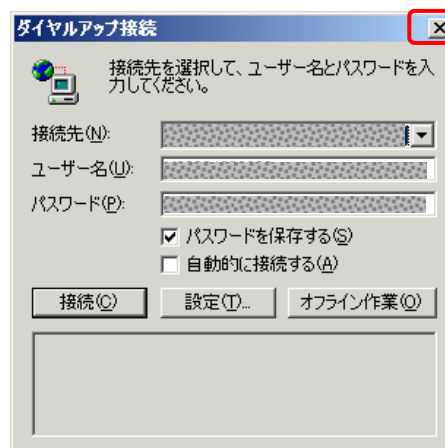 ダイヤルアップ接続
接続先を選択して、ユーザー名とパスワードを入
力してください。
接続先(N):
ユーザー名(U):
パスワード(P):
パスワードを保存する(S)
自動的に接続する(A)
接続(C) 設定(T)... オフライン作業(O)